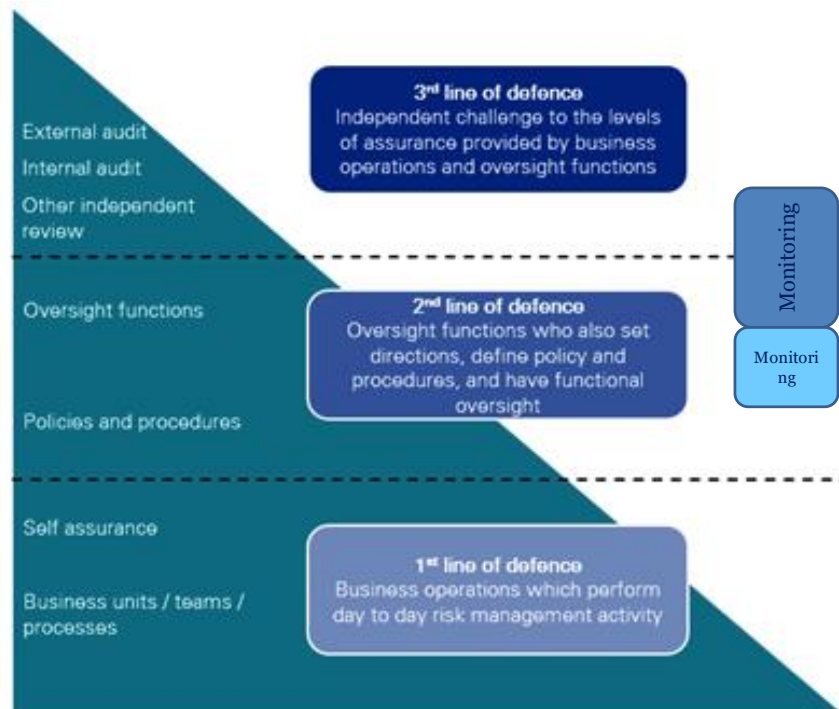 3rd line of defence
Independent challenge to the levels
of assurance provided by business
operations and oversight functions
External audit
Internal audit
Other independent
review
Monitoring
2nd line of defence
Oversight functions who also set
directions, define policy and
procedures, and have functional
oversight
Oversight functions
Policies and procedures
Monitori
ng
Self assurance
Business units / teams /
processes
1st line of defence
Business operations which perform
day to day risk management activity